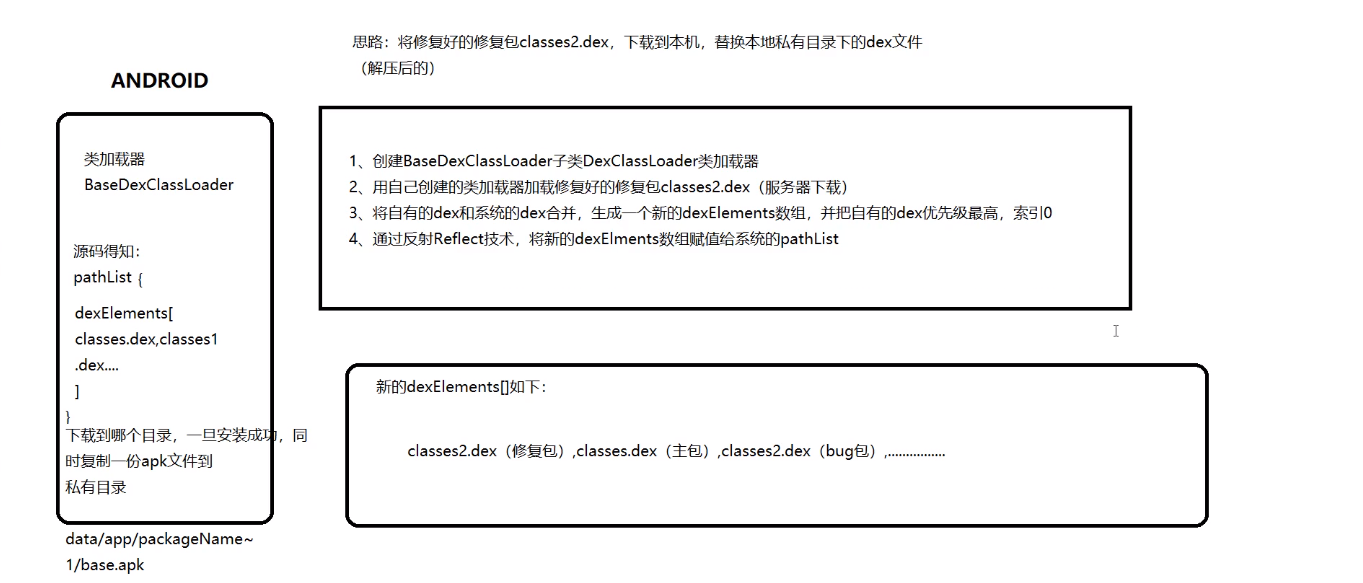 思路：将修复好的修复包classes2.dex，下载到本机，替换本地私有目录下的dex文件
（解压后的）
ANDROID
类加载器
BaseDexClassLoader
源码得知：
pathList {
dexElements[
classes.dex,classes1
.dex....
]
}
下载到哪个目录，一旦安装成功，同
时复制一份apk文件到
私有目录
data/app/packageName~
1/base.apk
1、创建BaseDexClassLoader子类DexClassLoader类加载器
2、用自己创建的类加载器加载修复好的修复包classes2.dex（服务器下载）
3、将自有的dex和系统的dex合并，生成一个新的dexElements数组，并把自有的dex优先级最高，索引0
4、通过反射Reflect技术，将新的dexElments数组赋值给系统的pathList
新的dexElements[]如下：
classes2.dex（修复包）,classes.dex（主包）,classes2.dex（bug包）,................